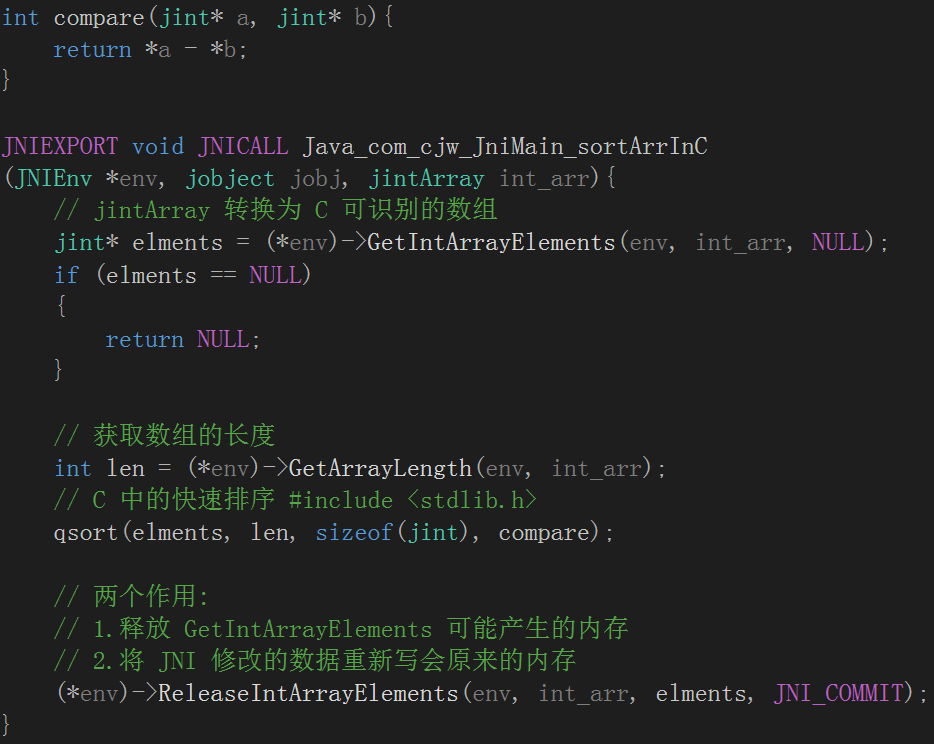 int compare(jint* a, jint* b){
    return *a - *b;
}
JNIEXPORT void JNICALL Java_com_cjw_JniMain_sortArrInC
(JNIEnv *env, jobject jobj, jintArray int_arr){
    // jintArray 转换为 C 可识别的数组
    jint* elments = (*env)->GetIntArrayElements(env, int_arr, NULL);
    if (elments == NULL)
    {
        return NULL;
    }
    // 获取数组的长度
    int len = (*env)->GetArrayLength(env, int_arr);
    // C 中的快速排序 #include <stdlib.h>
    qsort(elments, len, sizeof(jint), compare);
    // 两个作用:
    // 1.释放 GetIntArrayElements 可能产生的内存
    // 2.将 JNI 修改的数据重新写会原来的内存
    (*env)->ReleaseIntArrayElements(env, int_arr, elments, JNI_COMMIT);
}